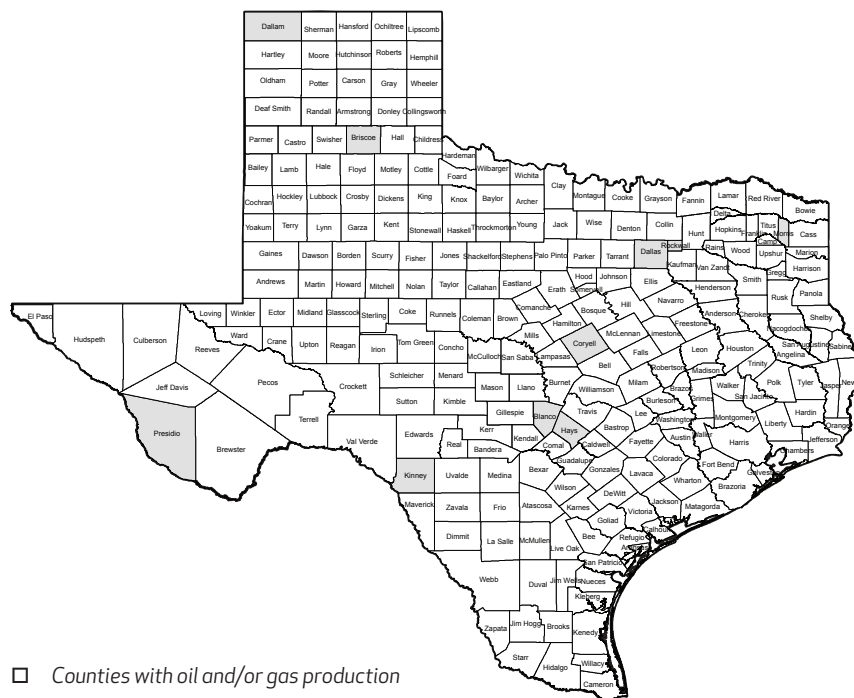 Dallam Sherman Hansford Ochiltree Lipscomb
Hartley Moore Hutchinson Roberts Hemphill
Oldham Potter Carson Gray Wheeler
Deaf Smith Randall Armstrong Donley Collingsworth
Parmer Castro Swisher Briscoe Hall Childress
Hardeman
Bailey Lamb Hale Floyd Motley Cottle Foard Wilbarger Wichita
Clay Montague Cooke Grayson Fannin Lamar Red River Bowie
Cochran Hockley Lubbock Crosby Dickens King Knox Baylor Archer
Delta Titus Morris Cass
Franklin
Camp
Yoakum Terry Lynn Garza Kent Stonewall Haskell Throckmorton Young Jack Wise Denton Collin Hunt Hopkins
Rockwall Rains Wood Upshur Marion
Gaines Dawson Borden Scurry Fisher Jones Shackelford Stephens Palo Pinto Parker Tarrant Dallas Kaufman Van Zandt Gregg Harrison
Andrews Martin Howard Mitchell Nolan Taylor Callahan Eastland Erath Hood Johnson Ellis Henderson Smith Rusk Panola
Somervell
El Paso Hudspeth Culberson Loving Winkler Ector Midland Glasscock Sterling Coke Runnels Coleman Brown Comanche Bosque Hill Navarro Anderson Cherokee Shelby
Hamilton Freestone Nacogdoches
Reeves Ward Crane Upton Reagan Irion Tom Green Concho McCulloch San Saba Mills Coryell McLennan Limestone Leon Houston San Augustine Sabine
Angelina
Lampasas Falls Trinity
Jeff Davis Pecos Crockett Schleicher Menard Mason Llano Burnet Bell Robertson Madison Walker Polk Tyler Jasper
Sutton Kimble Williamson Milam Brazos Grimes San Jacinto
Burleson
Presidio Brewster Terrell Gillespie Blanco Travis Lee Washington Montgomery Liberty Hardin Orange
Val Verde Edwards Kerr Kendall Hays Bastrop Austin Waller Harris Jefferson
Real Bandera Comal Caldwell Fayette Chambers
Guadalupe Colorado Fort Bend Galveston
Kinney Uvalde Medina Bexar Gonzales Lavaca Wharton Brazoria
Wilson
Maverick Zavala Frio Atascosa Karnes DeWitt Jackson Matagorda
Victoria
Goliad
Dimmit La Salle McMullen Live Oak Bee Refugio Calhoun
San Patricio
Webb Duval Jim Wells Nueces
Kleberg
Zapata Jim Hogg Brooks Kenedy
Starr Hidalgo Willacy
Cameron
Counties with oil and/or gas production